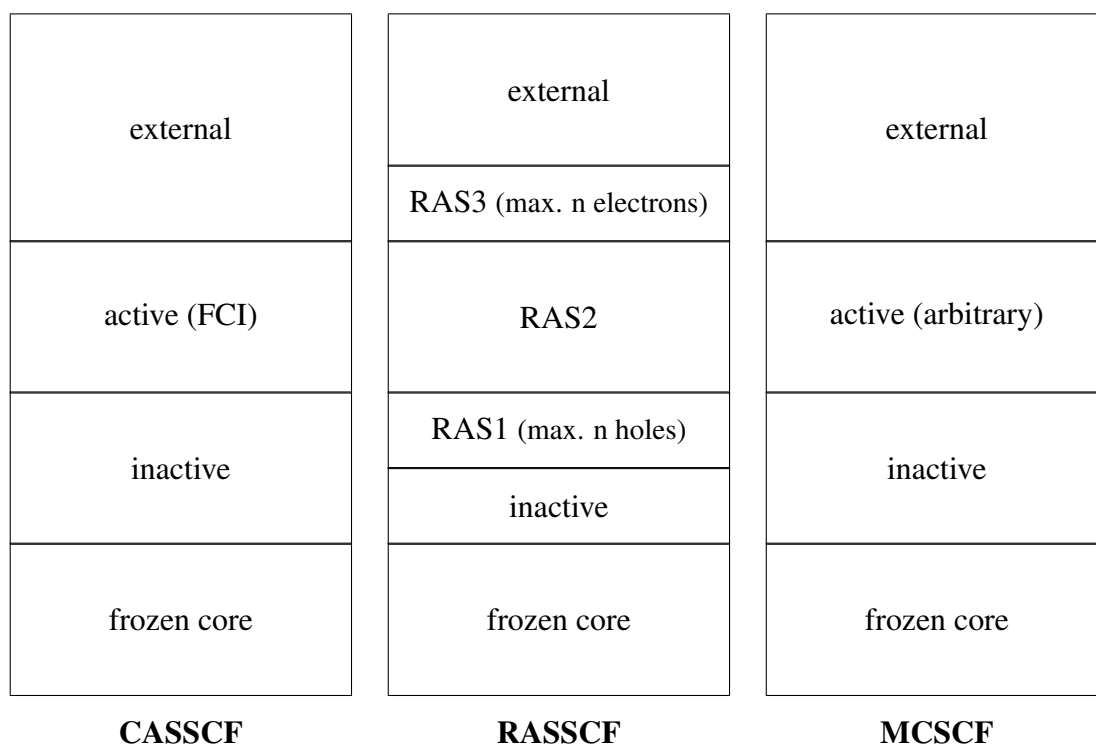 external
RAS3 (max. n electrons)
active (FCI)
RAS2
RAS1 (max. n holes)
inactive
inactive
frozen core
frozen core
external
external
active (arbitrary)
inactive
frozen core
CASSCF
RASSCF
MCSCF